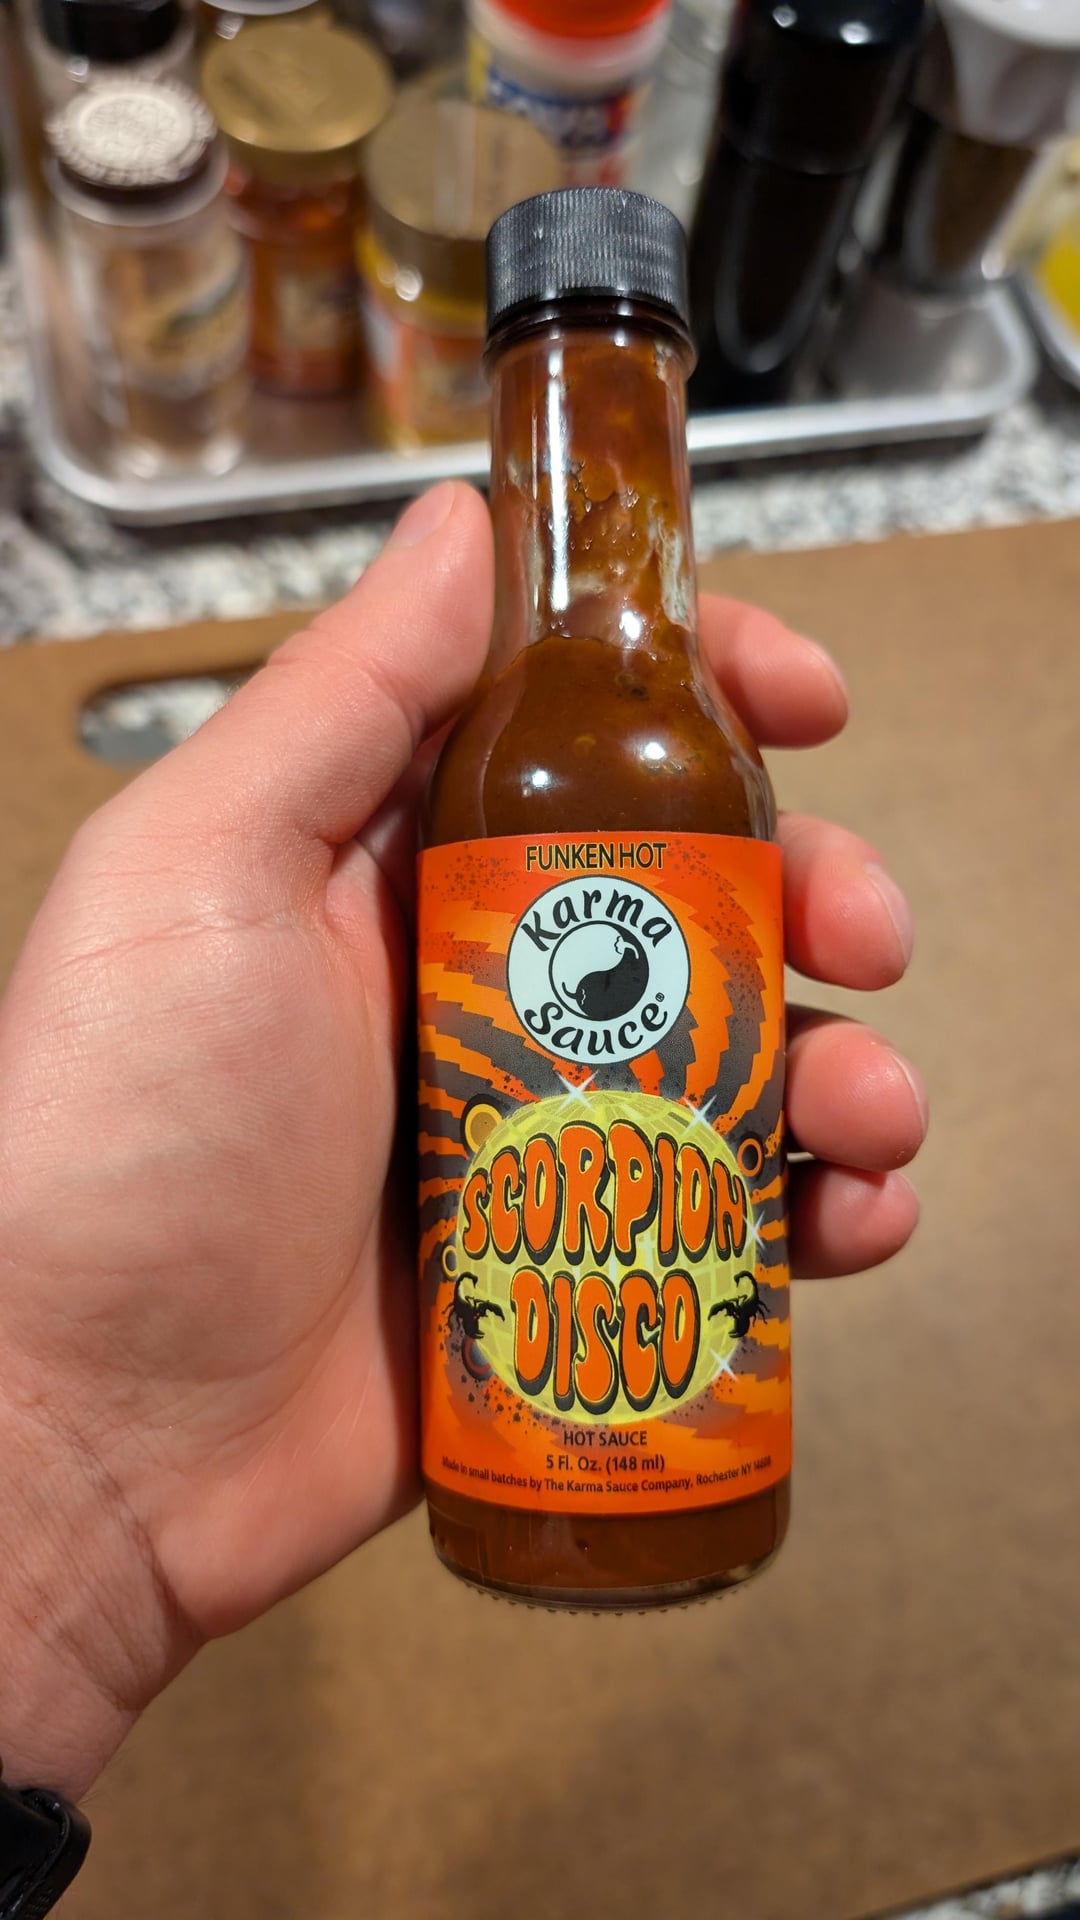 FUNKEN HOT
Karma
Sauce®
SCORPION
DISCO
HOT SAUCE
5 Fl. Oz. (148 ml)
Made in small batches by The Karma Sauce Company, Rochester NY